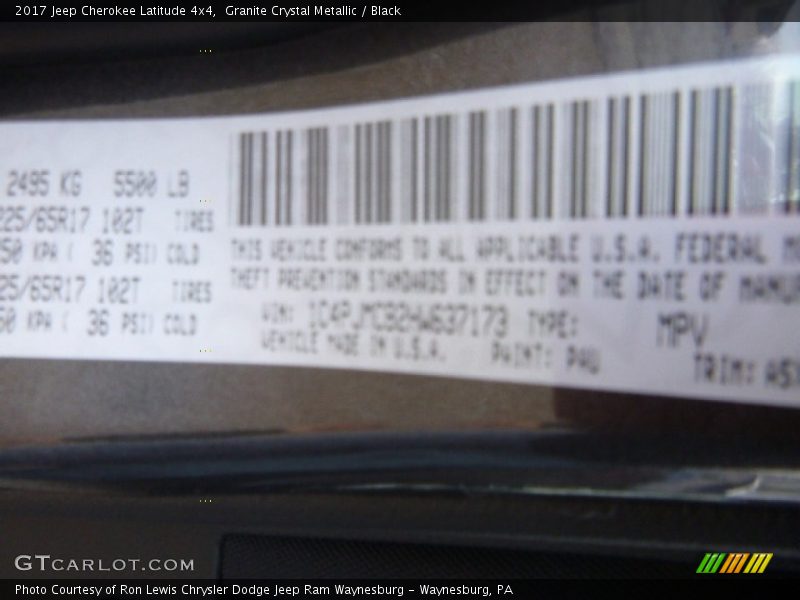 2017 Jeep Cherokee Latitude 4x4, Granite Crystal Metallic / Black
2495 KG 5500 LB
225/65R17 102T TIRES
KPA ( 36 PSI) COLD
225/65R17 102T TIRES
KPA ( 36 PSI) COLD
THIS VEHICLE CONFORMS TO ALL APPLICABLE U.S.A. FEDERAL
THEFT PREVENTION STANDARDS IN EFFECT ON THE DATE OF
VIN: TYPE: MPV
VEHICLE MADE IN U.S.A. PAINT: PAU
TRIM:
GTCARLOT.COM
Photo Courtesy of Ron Lewis Chrysler Dodge Jeep Ram Waynesburg – Waynesburg, PA